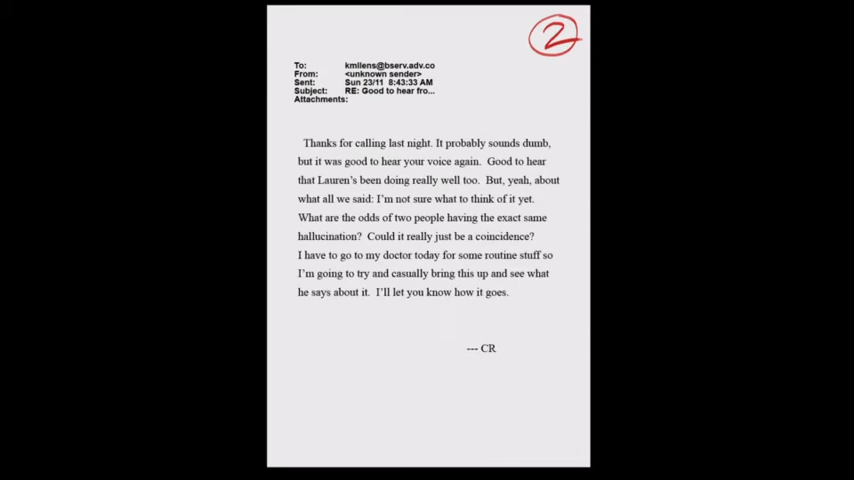 2
To: kmllens@bserv.adv.co
From: <unknown sender>
Sent: Sun 23/11 8:43:33 AM
Subject: RE: Good to hear fro...
Attachments:
Thanks for calling last night. It probably sounds dumb,
but it was good to hear your voice again. Good to hear
that Lauren's been doing really well too. But, yeah, about
what all we said: I'm not sure what to think of it yet.
What are the odds of two people having the exact same
hallucination? Could it really just be a coincidence?
I have to go to my doctor today for some routine stuff so
I'm going to try and casually bring this up and see what
he says about it. I'll let you know how it goes.
--- CR